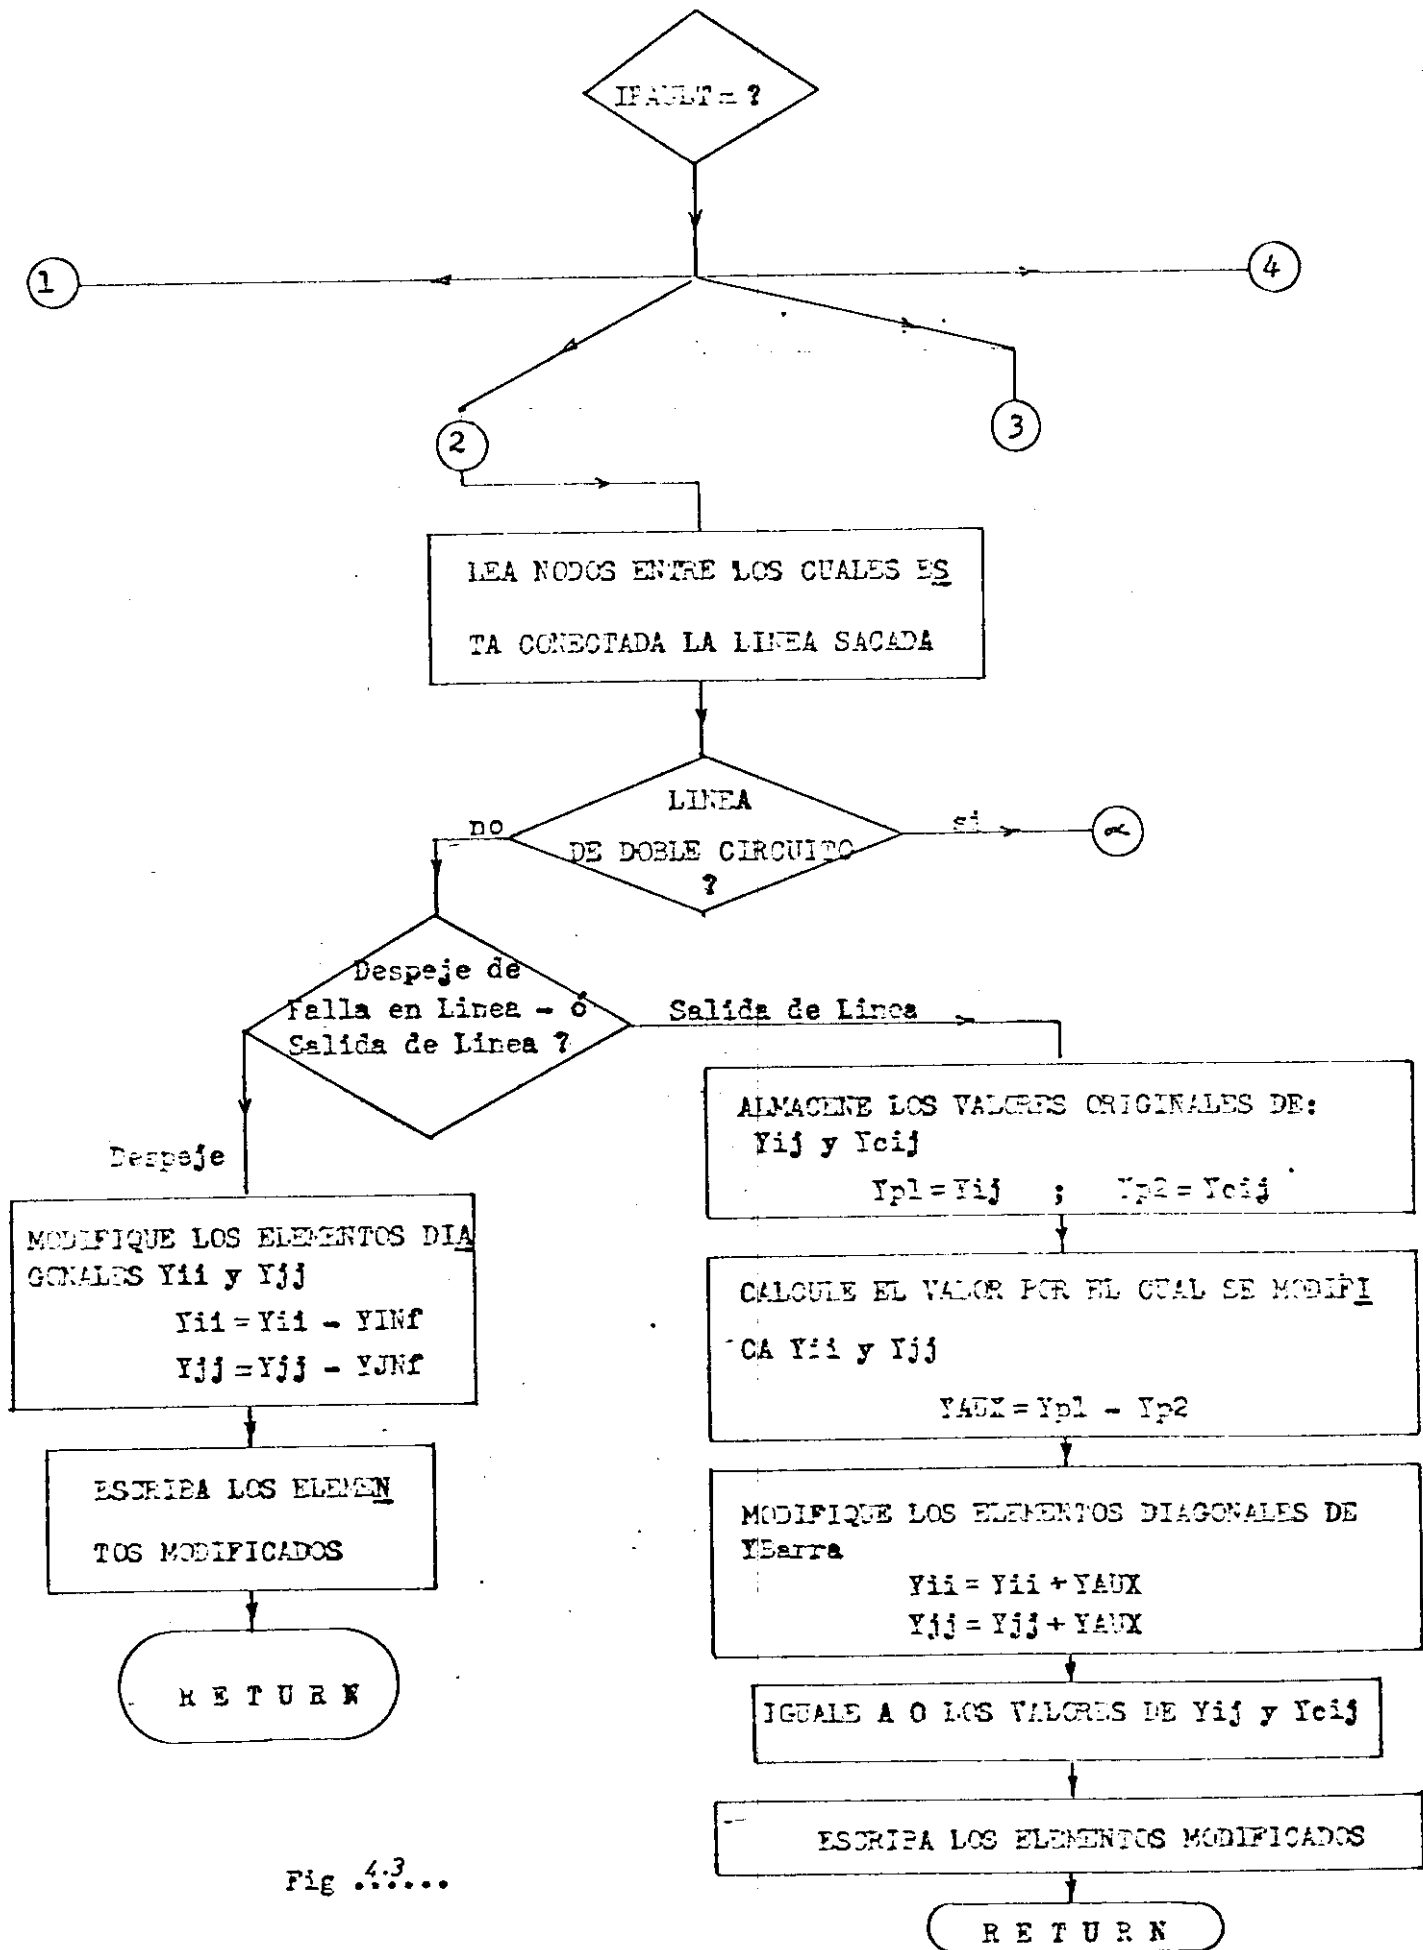 IFAULT = ?
1
4
2
3
LEA NODOS ENTRE LOS CUALES ES
TA CONECTADA LA LINEA SACADA
LINEA
DE DOBLE CIRCUITO
?
no
si
∝
Despeje de
Falla en Linea - ó
Salida de Linea ?
Salida de Linea
Despeje
ALMACENE LOS VALORES ORIGINALES DE:
Yij y Ycij
Yp1 = Yij ; Yp2 = Ycij
MODIFIQUE LOS ELEMENTOS DIA
GONALES Yii y Yjj
Yii = Yii - YINf
Yjj = Yjj - YJNf
CALCULE EL VALOR POR EL CUAL SE MODIFI
CA Yii y Yjj
YAUX = Yp1 - Yp2
ESCRIBA LOS ELEMEN
TOS MODIFICADOS
MODIFIQUE LOS ELEMENTOS DIAGONALES DE
YBarra
Yii = Yii + YAUX
Yjj = Yjj + YAUX
R E T U R N
IGUALE A 0 LOS VALORES DE Yij y Ycij
ESCRIBA LOS ELEMENTOS MODIFICADOS
R E T U R N
Fig 4.3......